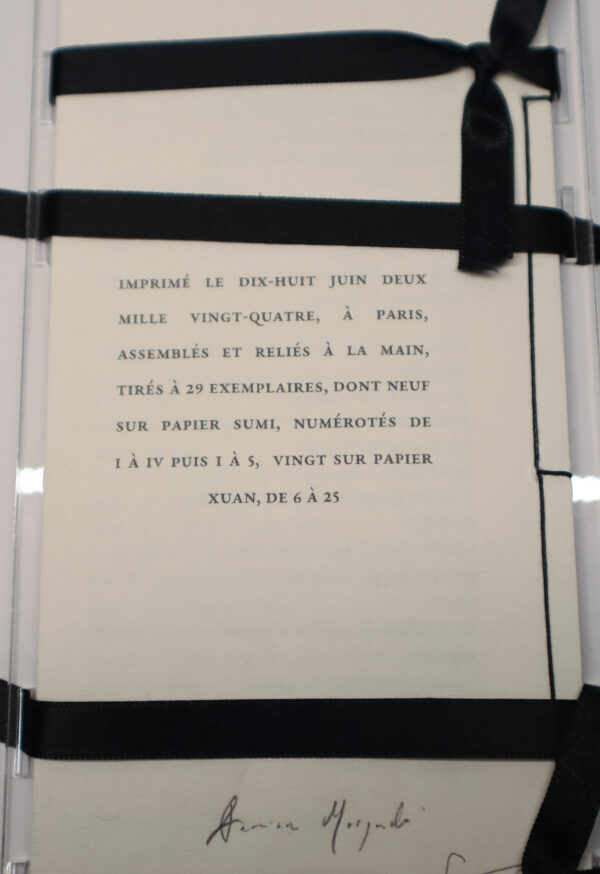 IMPRIMÉ LE DIX-HUIT JUIN DEUX
MILLE VINGT-QUATRE, À PARIS,
ASSEMBLÉS ET RELIÉS À LA MAIN,
TIRÉS À 29 EXEMPLAIRES, DONT NEUF
SUR PAPIER SUMI, NUMÉROTÉS DE
I À IV PUIS 1 À 5, VINGT SUR PAPIER
XUAN, DE 6 À 25